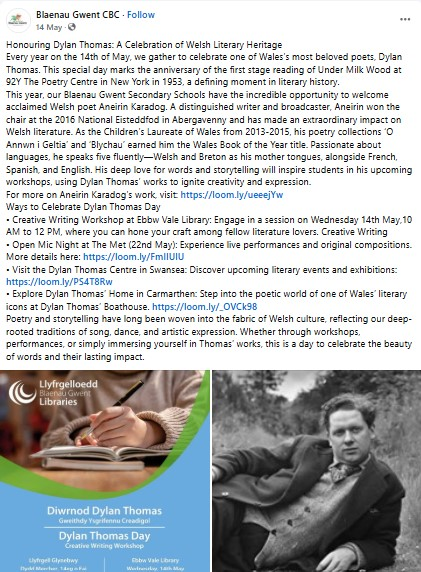 Blaenau Gwent CBC · Follow
14 May ·
Honouring Dylan Thomas: A Celebration of Welsh Literary Heritage
Every year on the 14th of May, we gather to celebrate one of Wales's most beloved poets, Dylan
Thomas. This special day marks the anniversary of the first stage reading of Under Milk Wood at
92Y The Poetry Centre in New York in 1953, a defining moment in literary history.
This year, our Blaenau Gwent Secondary Schools have the incredible opportunity to welcome
acclaimed Welsh poet Aneirin Karadog. A distinguished writer and broadcaster, Aneirin won the
chair at the 2016 National Eisteddfod in Abergavenny and has made an extraordinary impact on
Welsh literature. As the Children's Laureate of Wales from 2013-2015, his poetry collections 'O
Annwn i Geltia' and 'Blychau' earned him the Wales Book of the Year title. Passionate about
languages, he speaks five fluently—Welsh and Breton as his mother tongues, alongside French,
Spanish, and English. His deep love for words and storytelling will inspire students in his upcoming
workshops, using Dylan Thomas' works to ignite creativity and expression.
For more on Aneirin Karadog's work, visit: https://loom.ly/ueeejYw
Ways to Celebrate Dylan Thomas Day
• Creative Writing Workshop at Ebbw Vale Library: Engage in a session on Wednesday 14th May,10
AM to 12 PM, where you can hone your craft among fellow literature lovers. Creative Writing
• Open Mic Night at The Met (22nd May): Experience live performances and original compositions.
More details here: https://loom.ly/FmlIUlU
• Visit the Dylan Thomas Centre in Swansea: Discover upcoming literary events and exhibitions:
https://loom.ly/PS4T8Rw
• Explore Dylan Thomas' Home in Carmarthen: Step into the poetic world of one of Wales' literary
icons at Dylan Thomas' Boathouse. https://loom.ly/_OVCk98
Poetry and storytelling have long been woven into the fabric of Welsh culture, reflecting our deep-
rooted traditions of song, dance, and artistic expression. Whether through workshops,
performances, or simply immersing yourself in Thomas' works, this is a day to celebrate the beauty
of words and their lasting impact.
Llyfrgelloedd
Blaenau Gwent
Libraries
Diwrnod Dylan Thomas
Gweithdy Ysgrifennu Creadigol
Dylan Thomas Day
Creative Writing Workshop
Llyfrgell Glynebwy
Ebbw Vale Library
Dydd Mercher, 14eg o Fai
Wednesday, 14th May